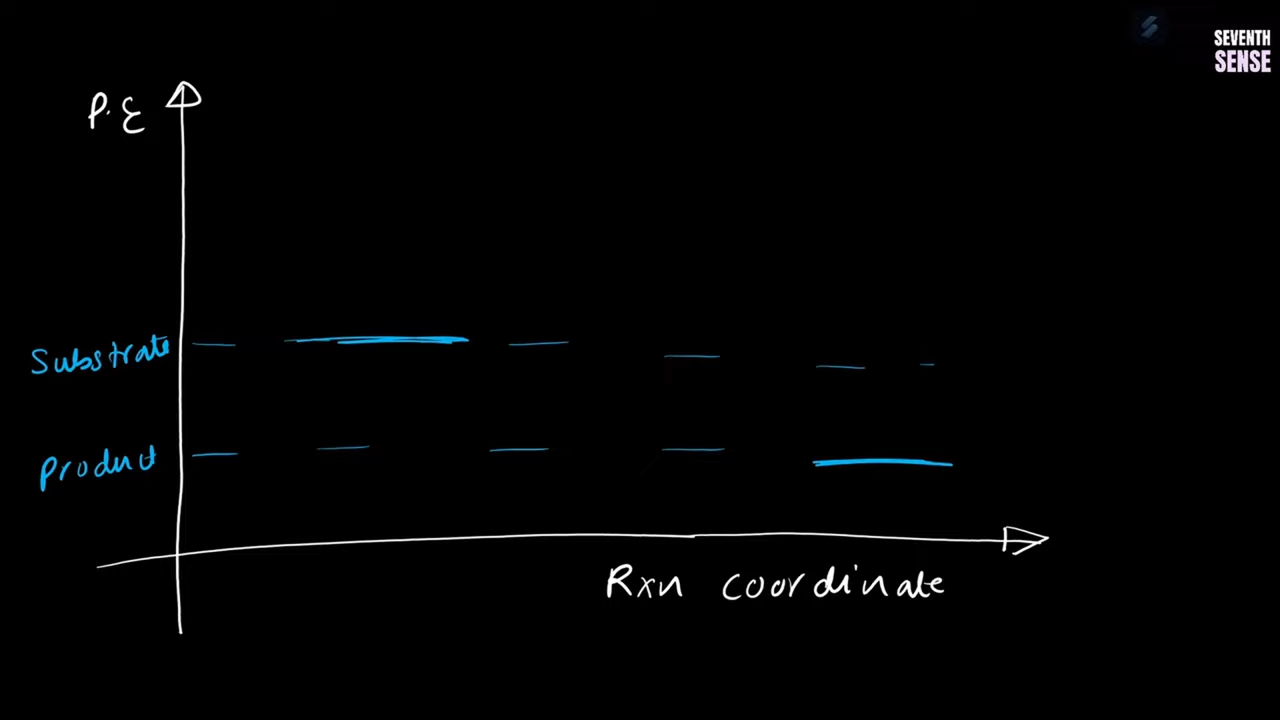 SEVENTH
SENSE
P.E
Substrate
Product
Rxn coordinate